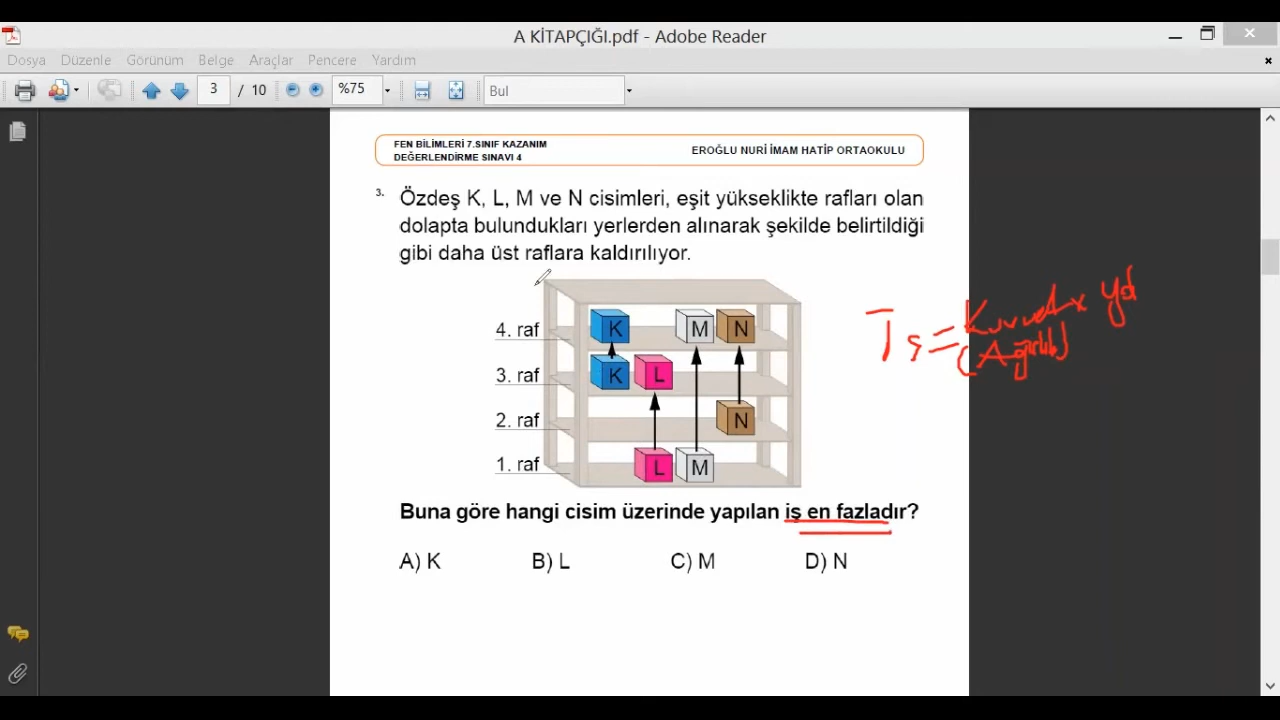 A KİTAPÇIĞI.pdf - Adobe Reader
Dosya Düzenle Görünüm Belge Araçlar Pencere Yardım
3 / 10 %75 Bul
FEN BİLİMLERİ 7.SINIF KAZANIM
DEĞERLENDİRME SINAVI 4
EROĞLU NURİ İMAM HATİP ORTAOKULU
3. Özdeş K, L, M ve N cisimleri, eşit yükseklikte rafları olan
dolapta bulundukları yerlerden alınarak şekilde belirtildiği
gibi daha üst raflara kaldırılıyor.
4. raf K M N
3. raf K L
2. raf N
1. raf L M
İş = Kuvvet x yol
(Ağırlık)
Buna göre hangi cisim üzerinde yapılan iş en fazladır?
A) K B) L C) M D) N